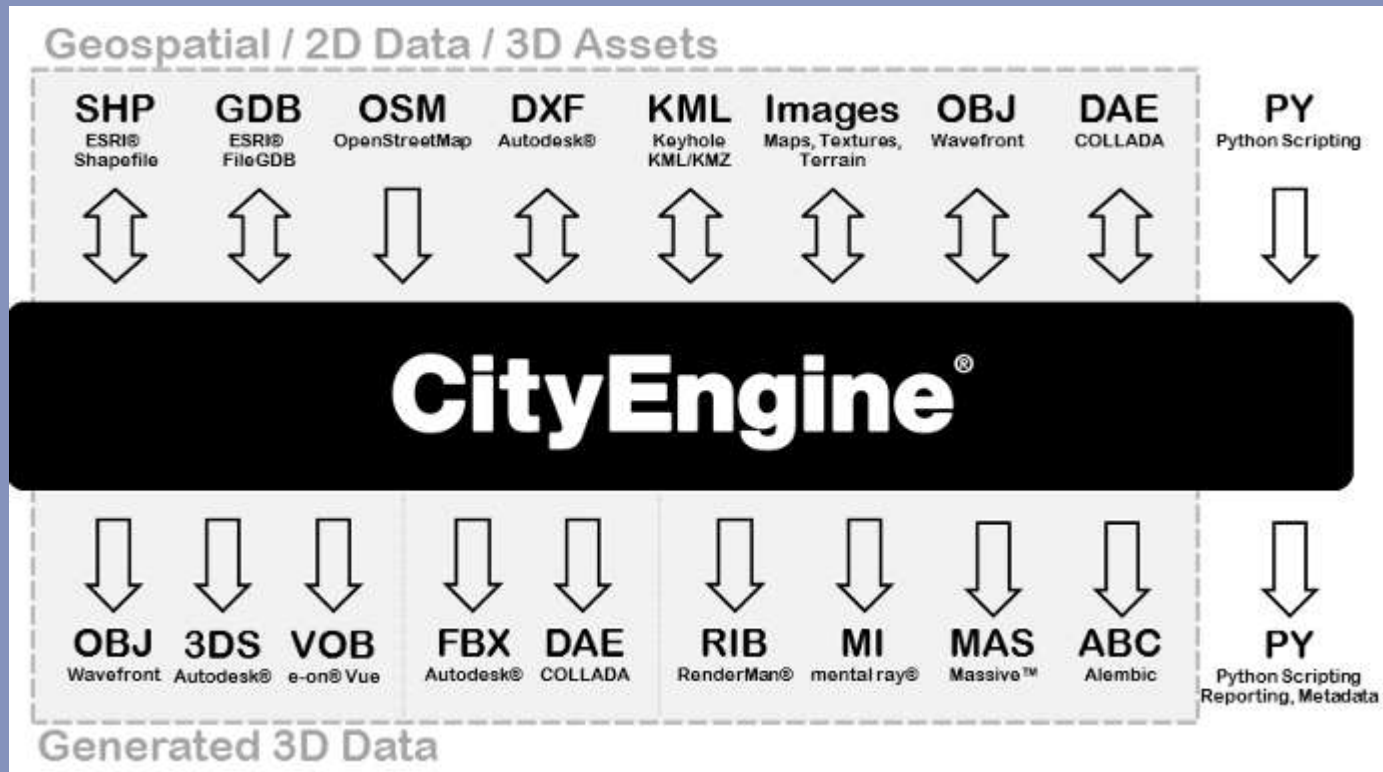 Geospatial / 2D Data / 3D Assets
SHP GDB OSM DXF KML Images OBJ DAE PY
ESRI® ESRI® OpenStreetMap Autodesk® Keyhole Maps, Textures, Wavefront COLLADA Python Scripting
Shapefile FileGDB KML/KMZ Terrain
CityEngine®
OBJ 3DS VOB FBX DAE RIB MI MAS ABC PY
Wavefront Autodesk® e-on® Vue Autodesk® COLLADA RenderMan® mental ray® Massive™ Alembic Python Scripting
Reporting, Metadata
Generated 3D Data